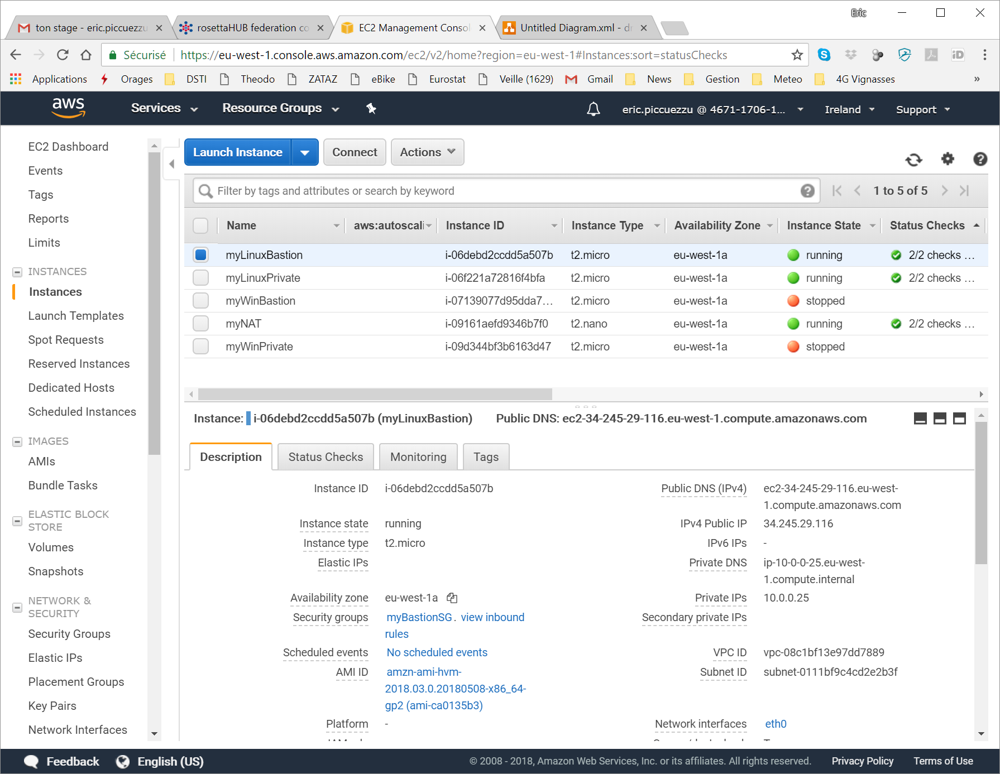 Eric
ton stage - eric.piccuezzu
rosettaHUB federation co
EC2 Management Consol
Untitled Diagram.xml - dr
Sécurisé
https://eu-west-1.console.aws.amazon.com/ec2/v2/home?region=eu-west-1#Instances:sort=statusChecks
Applications
Orages
DSTI
Theodo
ZATAZ
eBike
Eurostat
Veille (1629)
Gmail
News
Gestion
Meteo
4G Vignasses
»
aws
Services
Resource Groups
eric.piccuezzu @ 4671-1706-1...
Ireland
Support
EC2 Dashboard
Events
Tags
Reports
Limits
INSTANCES
Instances
Launch Templates
Spot Requests
Reserved Instances
Dedicated Hosts
Scheduled Instances
IMAGES
AMIs
Bundle Tasks
ELASTIC BLOCK
STORE
Volumes
Snapshots
NETWORK &
SECURITY
Security Groups
Elastic IPs
Placement Groups
Key Pairs
Network Interfaces
Launch Instance
Connect
Actions
Filter by tags and attributes or search by keyword
1 to 5 of 5
Name aws:autoscali Instance ID Instance Type Availability Zone Instance State Status Checks
myLinuxBastion i-06debd2ccdd5a507b t2.micro eu-west-1a running 2/2 checks ...
myLinuxPrivate i-06f221a72816f4bfa t2.micro eu-west-1a running 2/2 checks ...
myWinBastion i-07139077d95dda7... t2.micro eu-west-1a stopped
myNAT i-09161aefd9346b7f0 t2.nano eu-west-1a running 2/2 checks ...
myWinPrivate i-09d344bf3b6163d47 t2.micro eu-west-1a stopped
Instance: i-06debd2ccdd5a507b (myLinuxBastion) Public DNS: ec2-34-245-29-116.eu-west-1.compute.amazonaws.com
Description
Status Checks
Monitoring
Tags
Instance ID i-06debd2ccdd5a507b
Instance state running
Instance type t2.micro
Elastic IPs
Availability zone eu-west-1a
Security groups myBastionSG. view inbound
rules
Scheduled events No scheduled events
AMI ID amzn-ami-hvm-
2018.03.0.20180508-x86_64-
gp2 (ami-ca0135b3)
Platform -
Public DNS (IPv4) ec2-34-245-29-116.eu-west-
1.compute.amazonaws.com
IPv4 Public IP 34.245.29.116
IPv6 IPs -
Private DNS ip-10-0-0-25.eu-west-
1.compute.internal
Private IPs 10.0.0.25
Secondary private IPs
VPC ID vpc-08c1bf13e97dd7889
Subnet ID subnet-0111bf9c4cd2e2b3f
Network interfaces eth0
Feedback
English (US)
© 2008 - 2018, Amazon Web Services, Inc. or its affiliates. All rights reserved.
Privacy Policy
Terms of Use